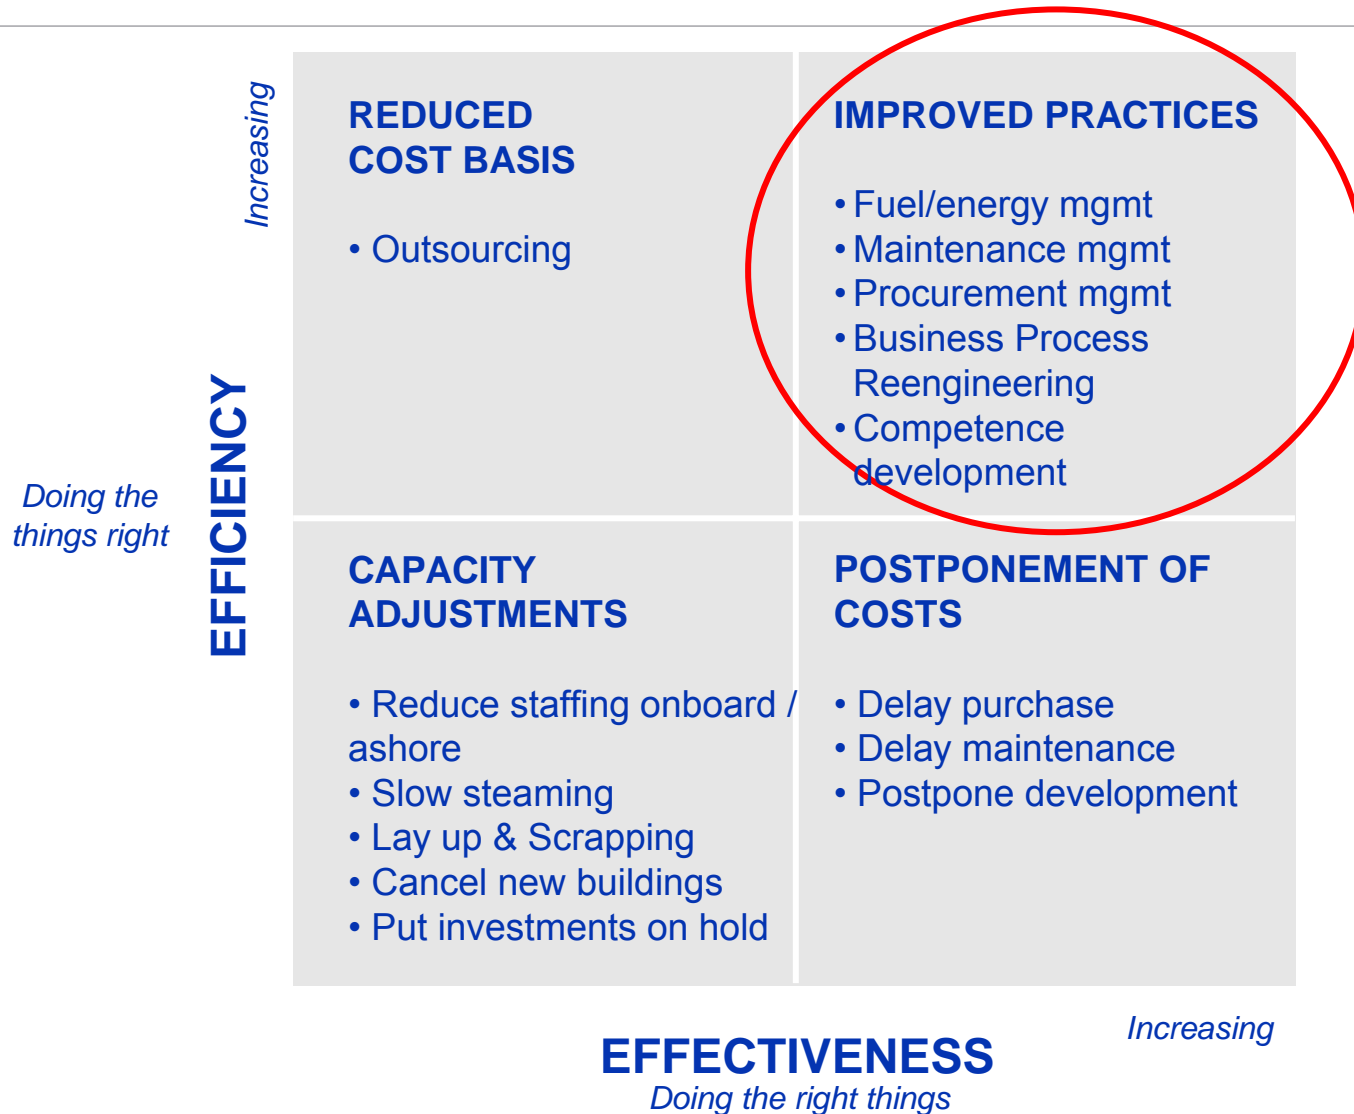 Increasing
REDUCED
COST BASIS
• Outsourcing
IMPROVED PRACTICES
• Fuel/energy mgmt
• Maintenance mgmt
• Procurement mgmt
• Business Process
Reengineering
• Competence
development
EFFICIENCY
Doing the
things right
CAPACITY
ADJUSTMENTS
• Reduce staffing onboard /
ashore
• Slow steaming
• Lay up & Scrapping
• Cancel new buildings
• Put investments on hold
POSTPONEMENT OF
COSTS
• Delay purchase
• Delay maintenance
• Postpone development
Increasing
EFFECTIVENESS
Doing the right things